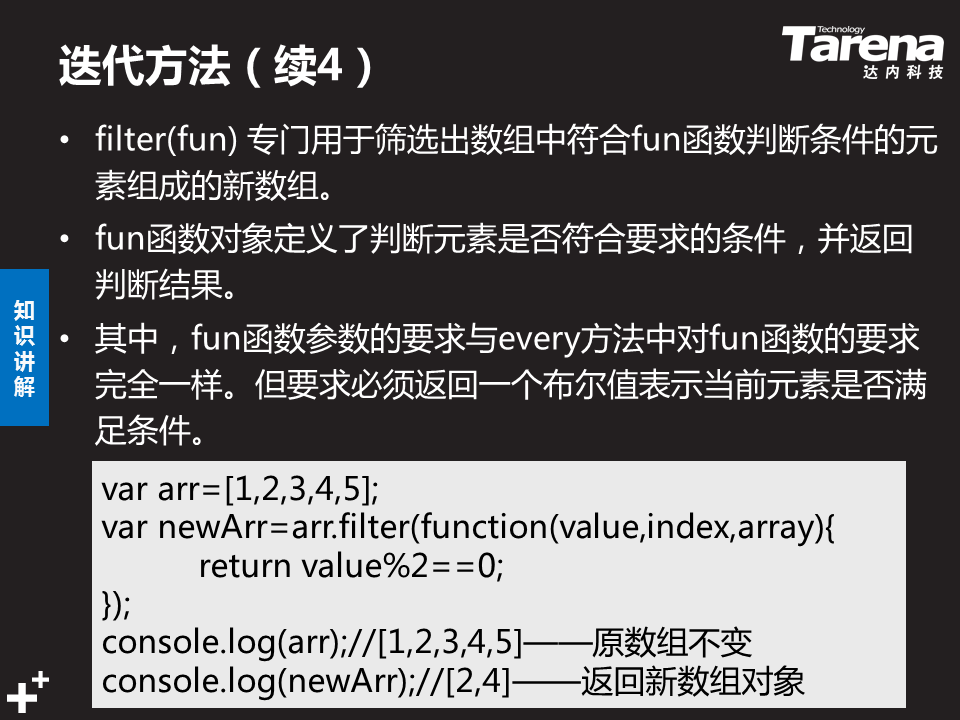 迭代方法（续4）
Technology
Tarena
达内科技
• filter(fun) 专门用于筛选出数组中符合fun函数判断条件的元
素组成的新数组。
• fun函数对象定义了判断元素是否符合要求的条件，并返回
判断结果。
• 其中，fun函数参数的要求与every方法中对fun函数的要求
完全一样。但要求必须返回一个布尔值表示当前元素是否满
足条件。
知
识
讲
解
var arr=[1,2,3,4,5];
var newArr=arr.filter(function(value,index,array){
return value%2==0;
});
console.log(arr);//[1,2,3,4,5]——原数组不变
console.log(newArr);//[2,4]——返回新数组对象